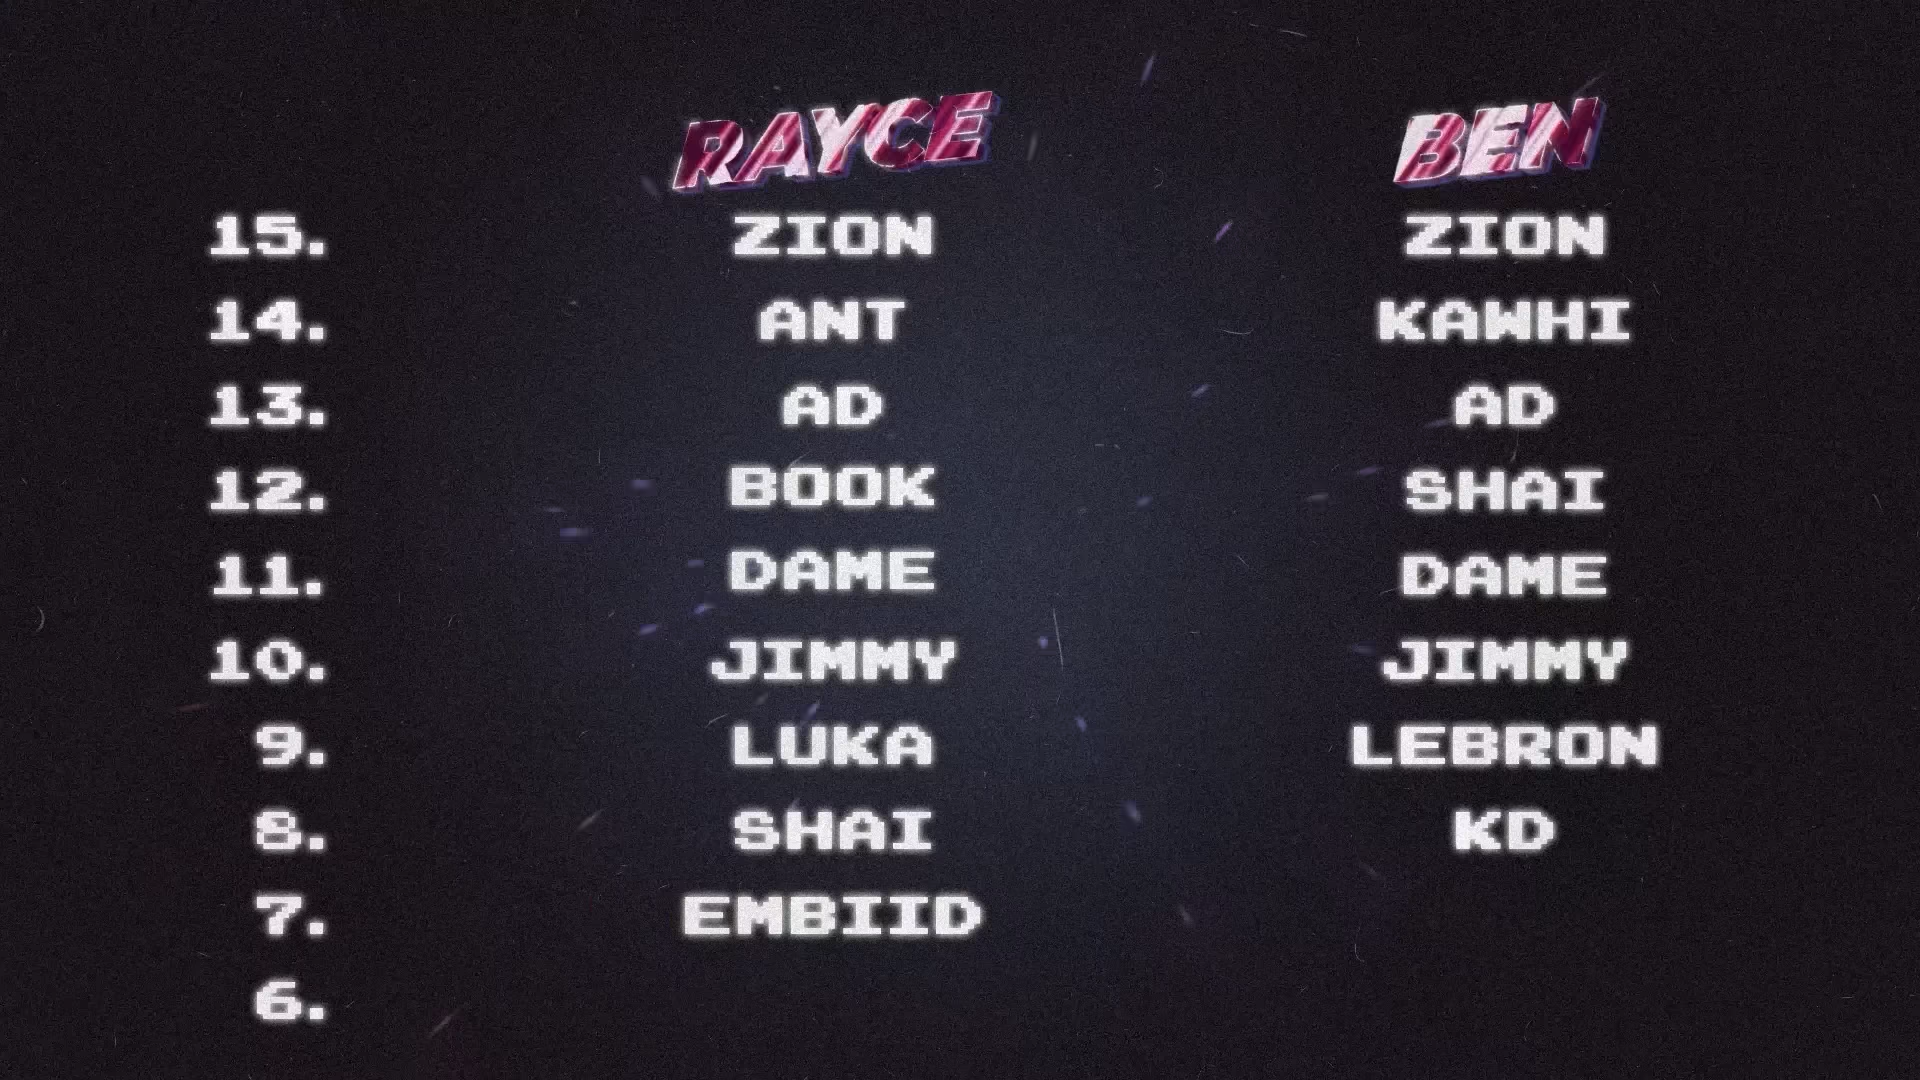 RAYCE BEN
15. ZION ZION
14. ANT KAWHI
13. AD AD
12. BOOK SHAI
11. DAME DAME
10. JIMMY JIMMY
9. LUKA LEBRON
8. SHAI KD
7. EMBIID
6.